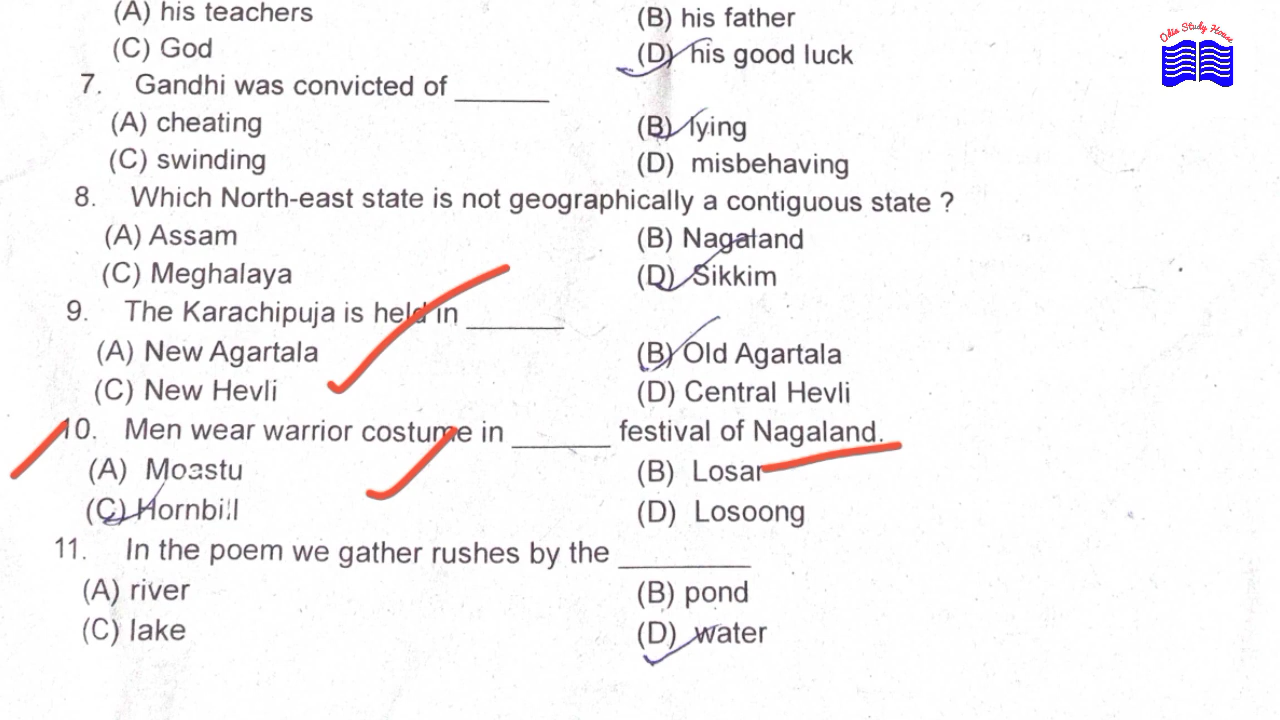 Odia Study House
(A) his teachers (B) his father
(C) God (D) his good luck
7. Gandhi was convicted of ______
(A) cheating (B) lying
(C) swinding (D) misbehaving
8. Which North-east state is not geographically a contiguous state ?
(A) Assam (B) Nagaland
(C) Meghalaya (D) Sikkim
9. The Karachipuja is held in ______
(A) New Agartala (B) Old Agartala
(C) New Hevli (D) Central Hevli
10. Men wear warrior costume in ______ festival of Nagaland.
(A) Moastu (B) Losar
(C) Hornbill (D) Losoong
11. In the poem we gather rushes by the ________
(A) river (B) pond
(C) lake (D) water